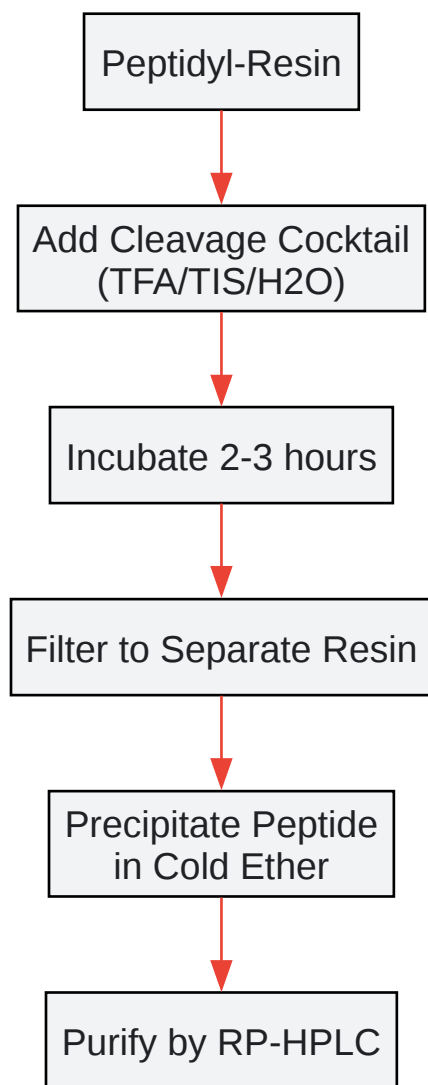 Peptidyl-Resin
Add Cleavage Cocktail
(TFA/TIS/H2O)
Incubate 2-3 hours
Filter to Separate Resin
Precipitate Peptide
in Cold Ether
Purify by RP-HPLC